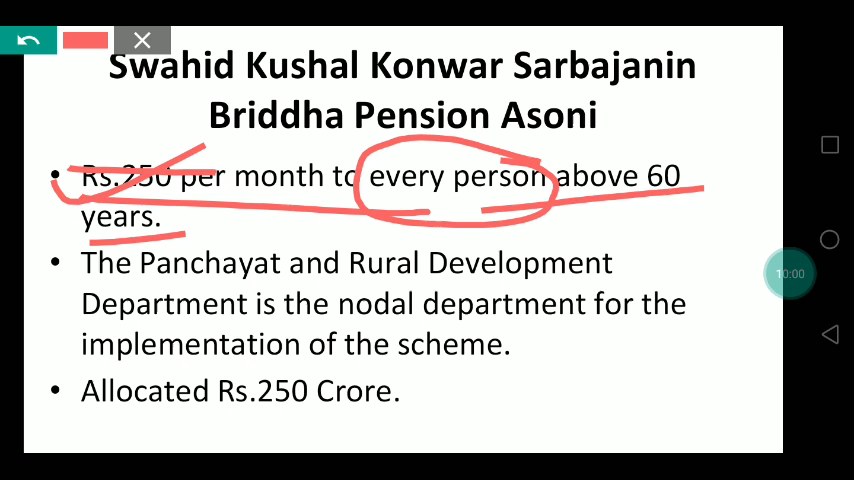 Swahid Kushal Konwar Sarbajanin
Briddha Pension Asoni
• Rs.250 per month to every person above 60
years.
• The Panchayat and Rural Development
Department is the nodal department for the
implementation of the scheme.
• Allocated Rs.250 Crore.
10:00